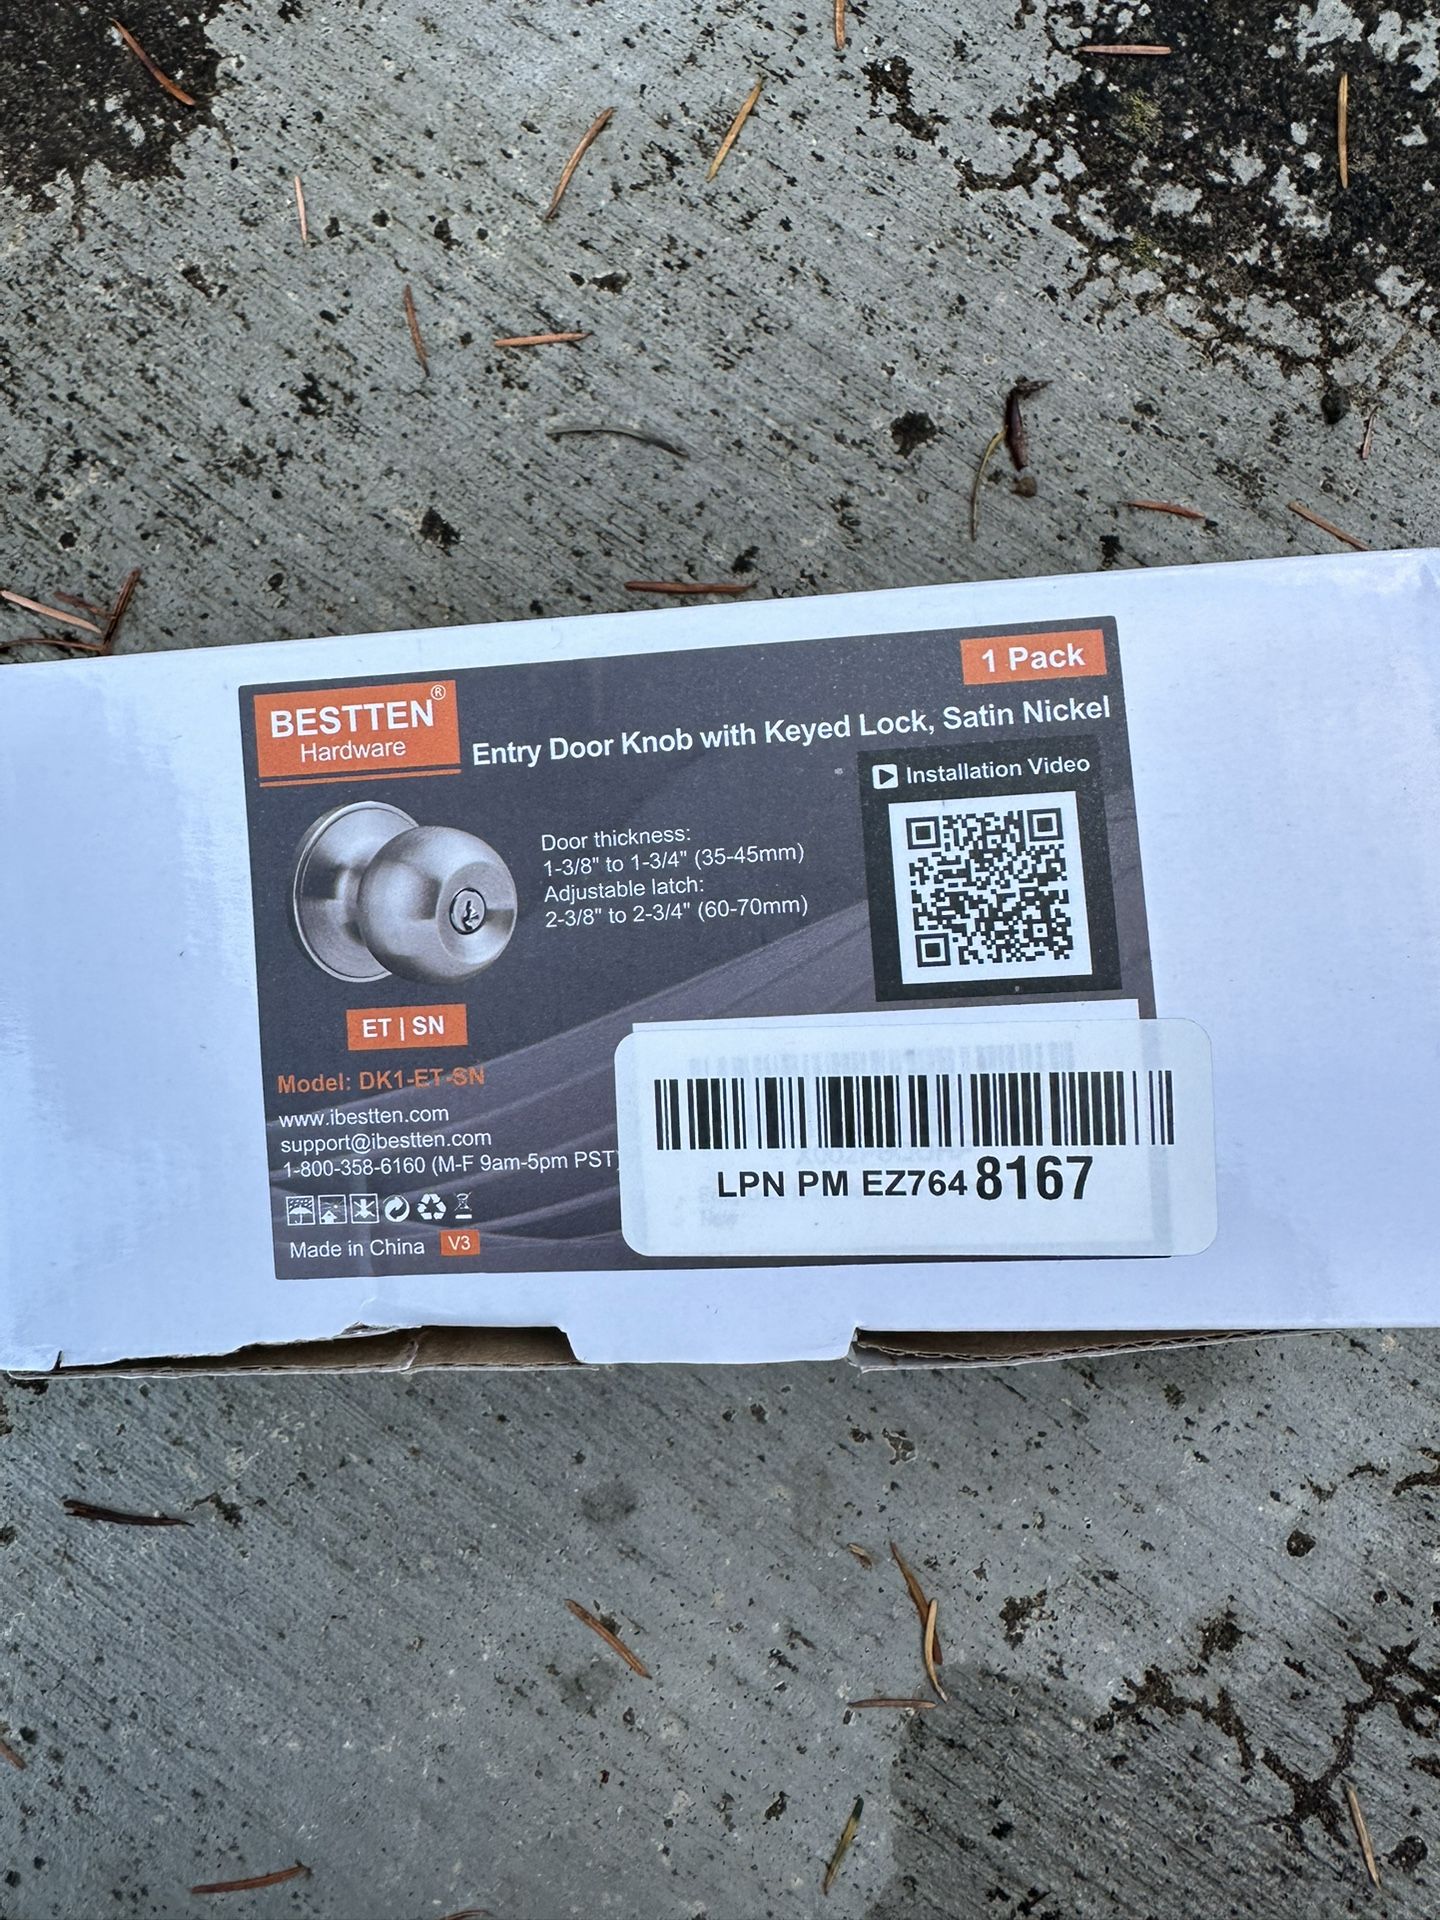 1 Pack
BESTTEN®
Hardware
Entry Door Knob with Keyed Lock, Satin Nickel
Installation Video
Door thickness:
1-3/8" to 1-3/4" (35-45mm)
Adjustable latch:
2-3/8" to 2-3/4" (60-70mm)
ET | SN
Model: DK1-ET-SN
www.ibestten.com
support@ibestten.com
1-800-358-6160 (M-F 9am-5pm PST)
Made in China V3
LPN PM EZ7648167